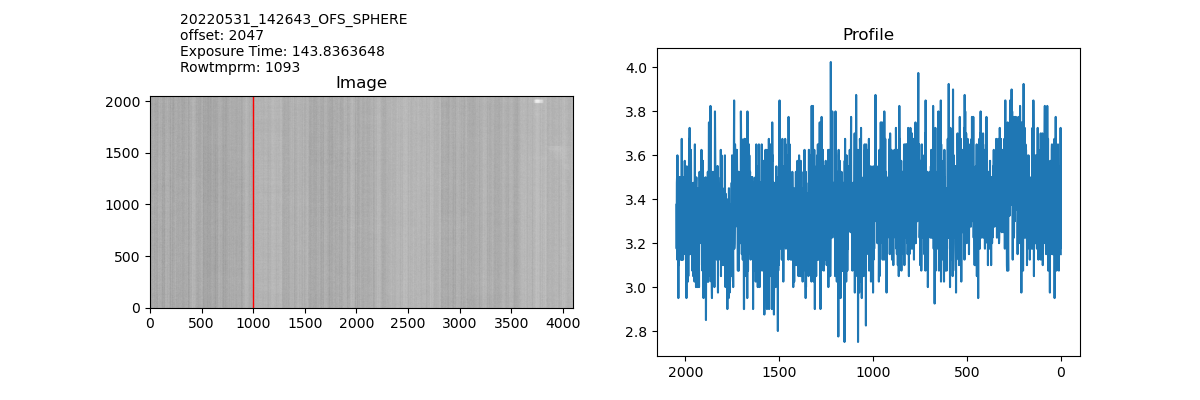 20220531_142643_OFS_SPHERE
offset: 2047
Exposure Time: 143.8363648
Rowtmprm: 1093
Image
2000
1500
1000
500
0
0 500 1000 1500 2000 2500 3000 3500 4000
Profile
4.0
3.8
3.6
3.4
3.2
3.0
2.8
2000 1500 1000 500 0